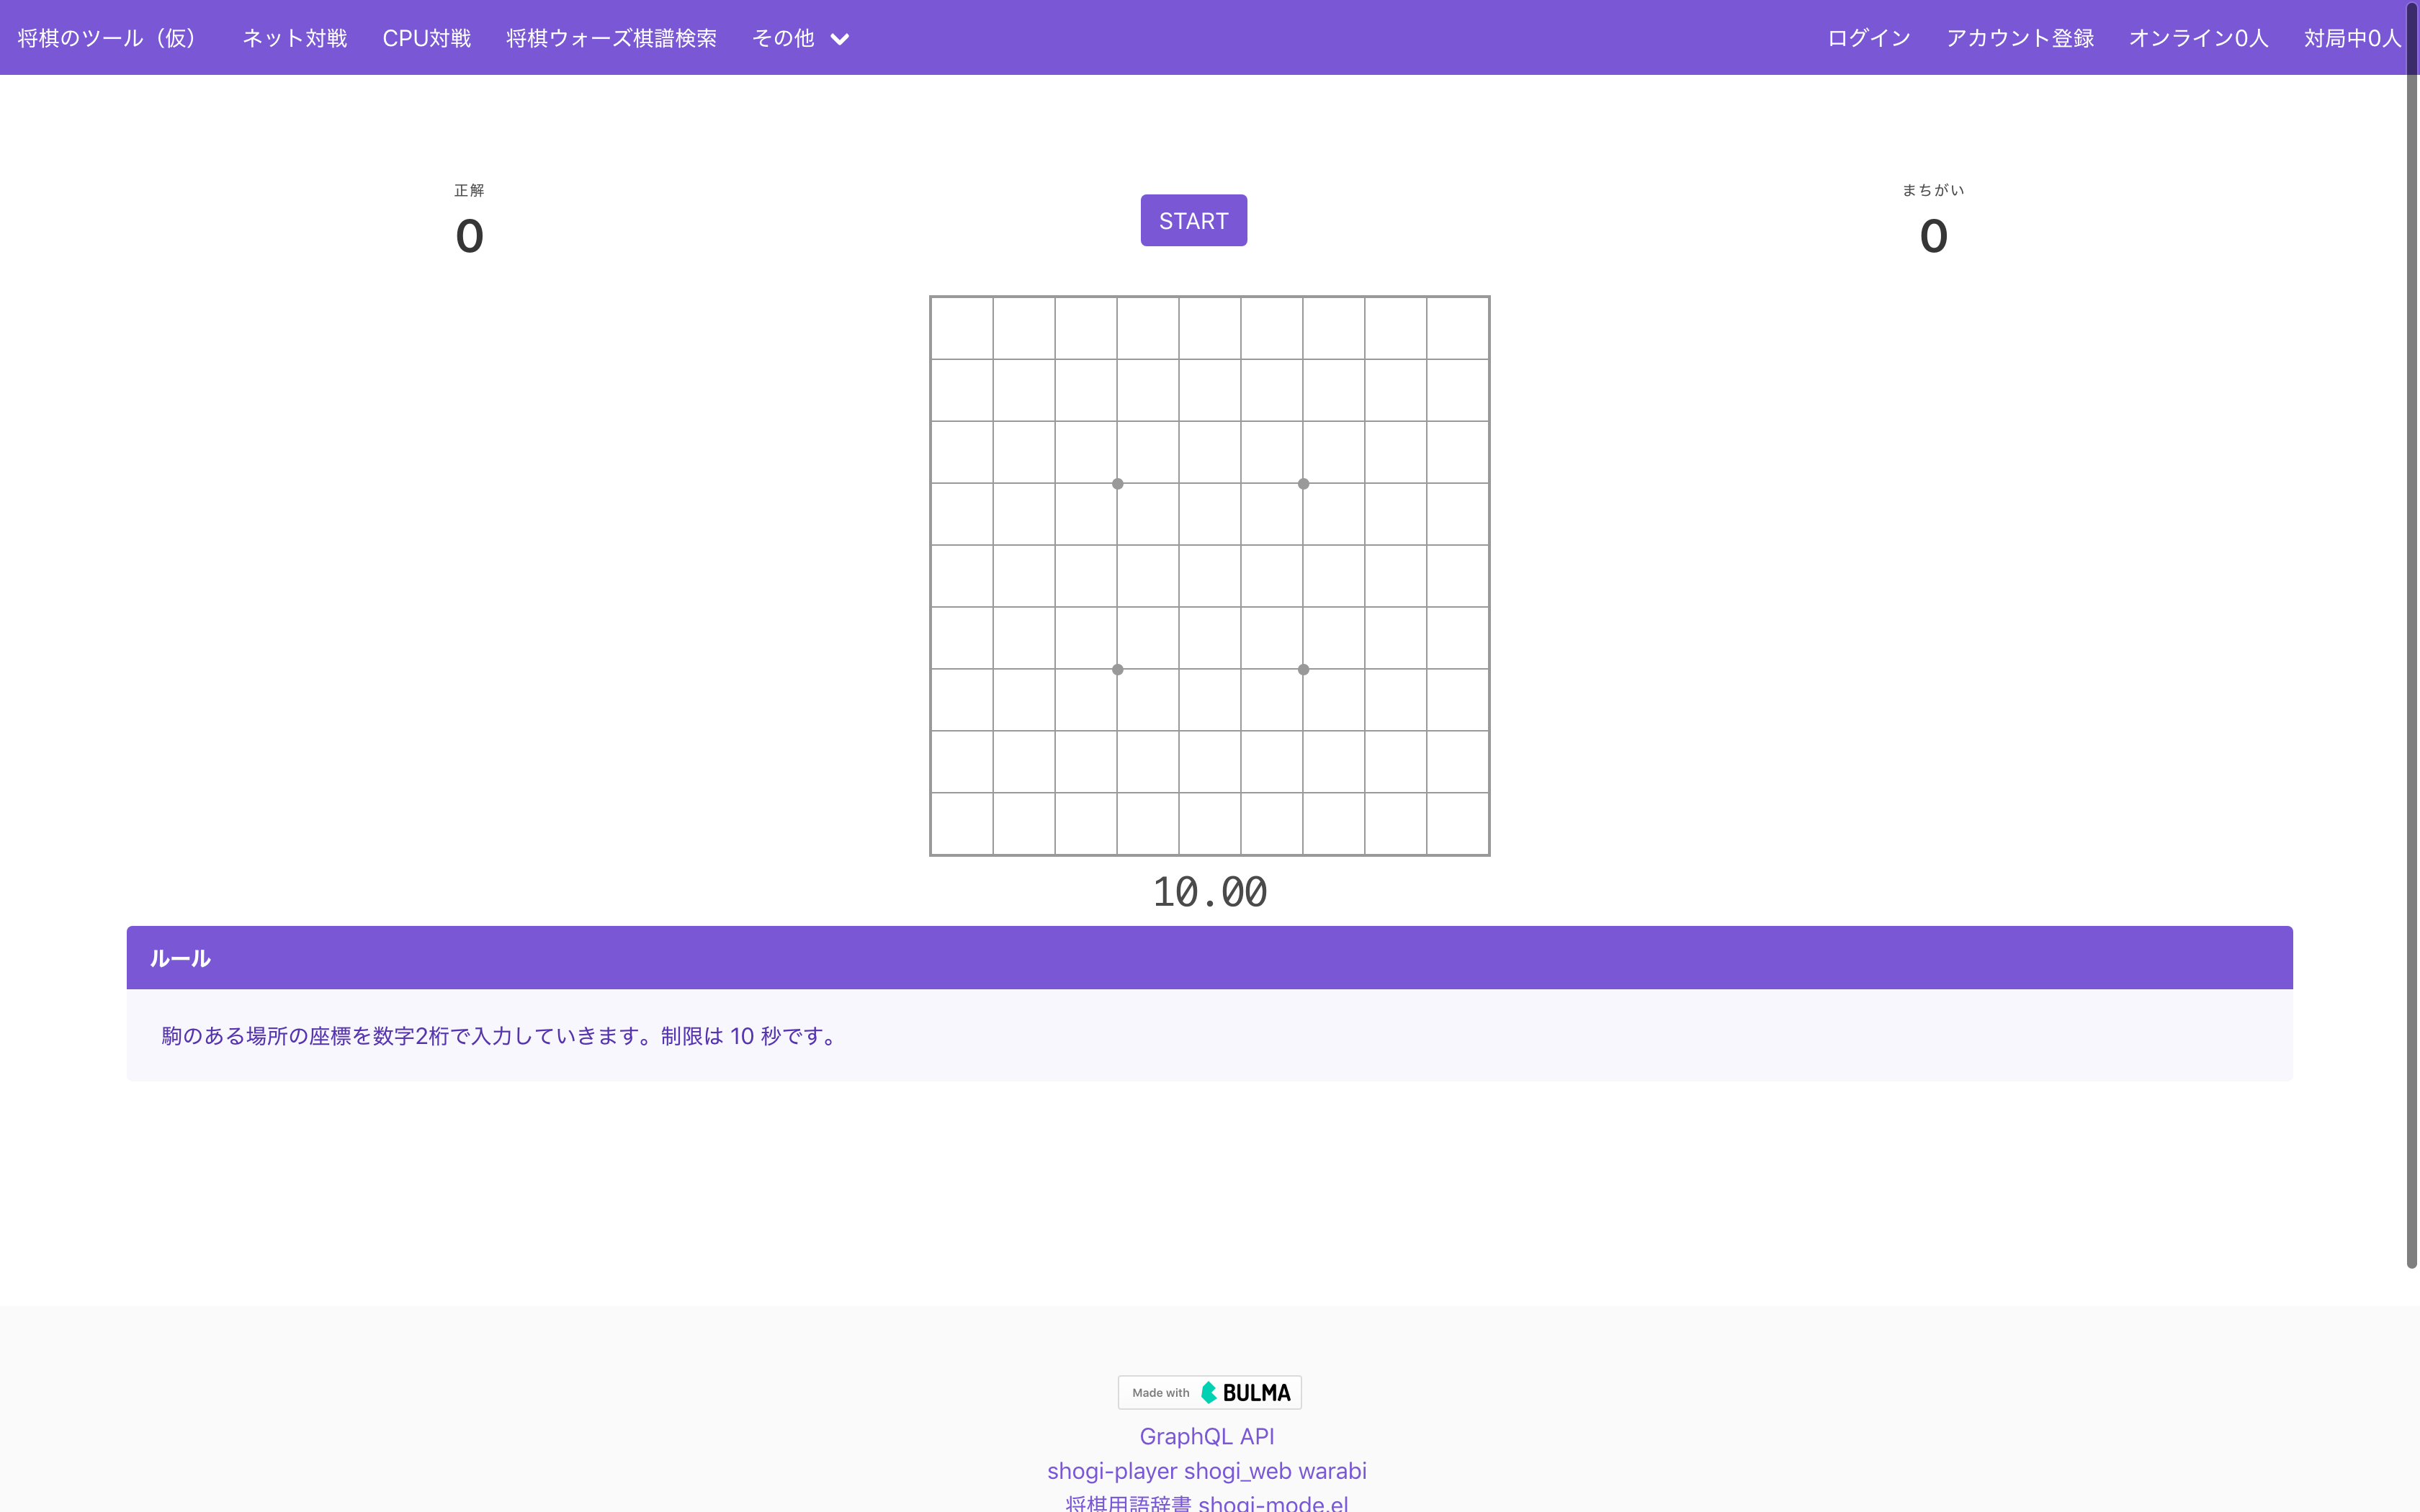 将棋のツール（仮） ネット対戦 CPU対戦 将棋ウォーズ棋譜検索 その他 ログイン アカウント登録 オンライン0人 対局中0人
正解 まちがい
0 START 0
10.00
ルール
駒のある場所の座標を数字2桁で入力していきます。制限は 10 秒です。
Made with BULMA
GraphQL API
shogi-player shogi_web warabi
将棋用語辞書 shogi-mode.el